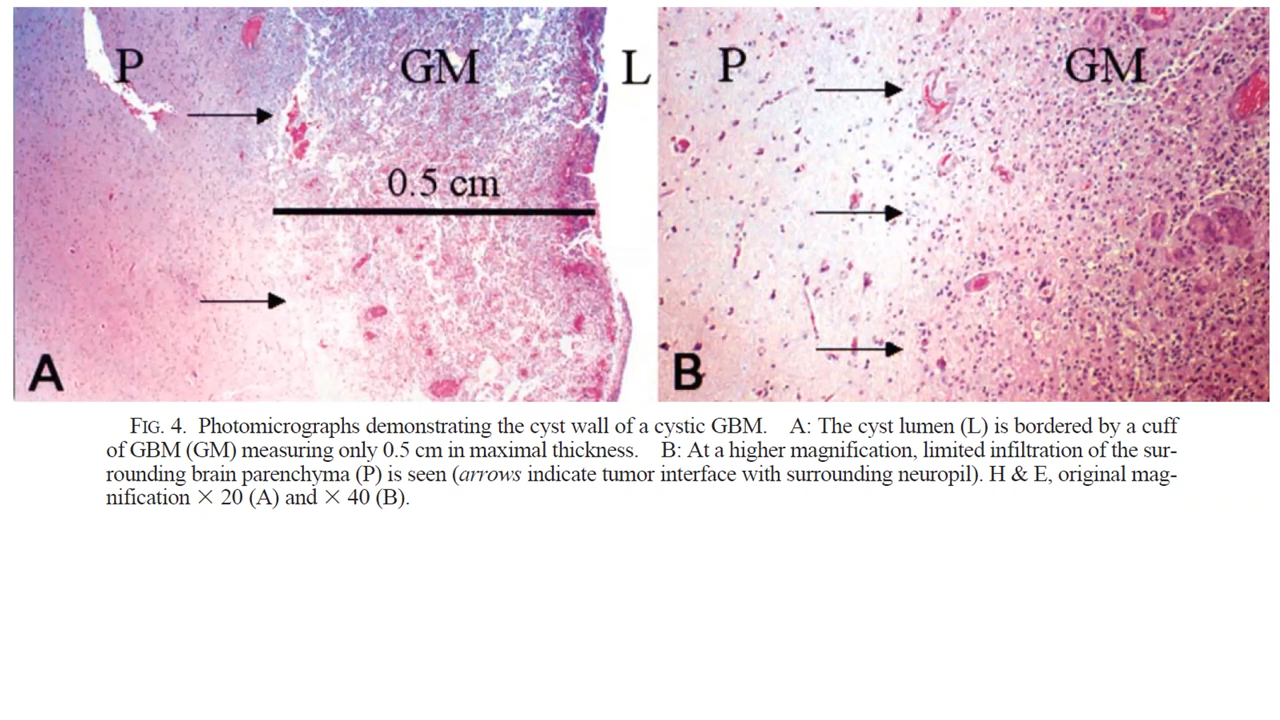 P
GM
L
0.5 cm
A
P
GM
B
FIG. 4. Photomicrographs demonstrating the cyst wall of a cystic GBM. A: The cyst lumen (L) is bordered by a cuff
of GBM (GM) measuring only 0.5 cm in maximal thickness. B: At a higher magnification, limited infiltration of the sur-
rounding brain parenchyma (P) is seen (arrows indicate tumor interface with surrounding neuropil). H & E, original mag-
nification × 20 (A) and × 40 (B).